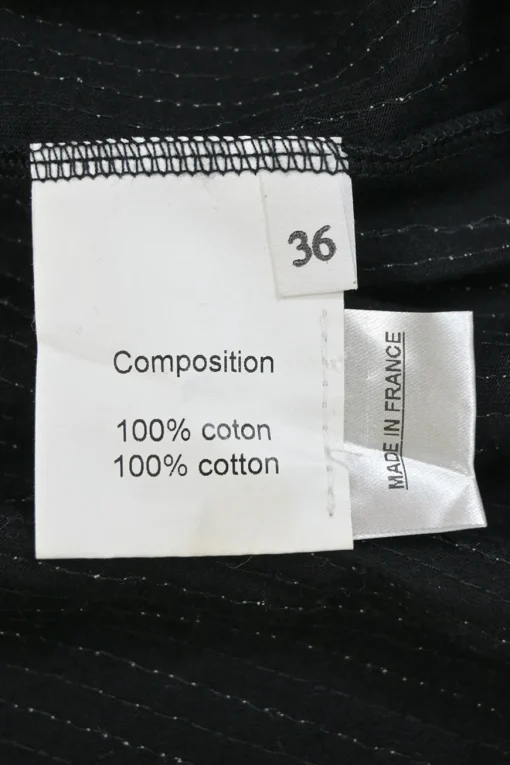 36
Composition
100% coton
100% cotton
MADE IN FRANCE